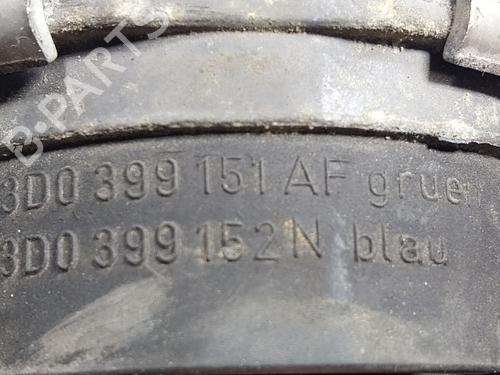 3D0 399 151 AF gruen
3D0 399 152 N blau
B-PARTS